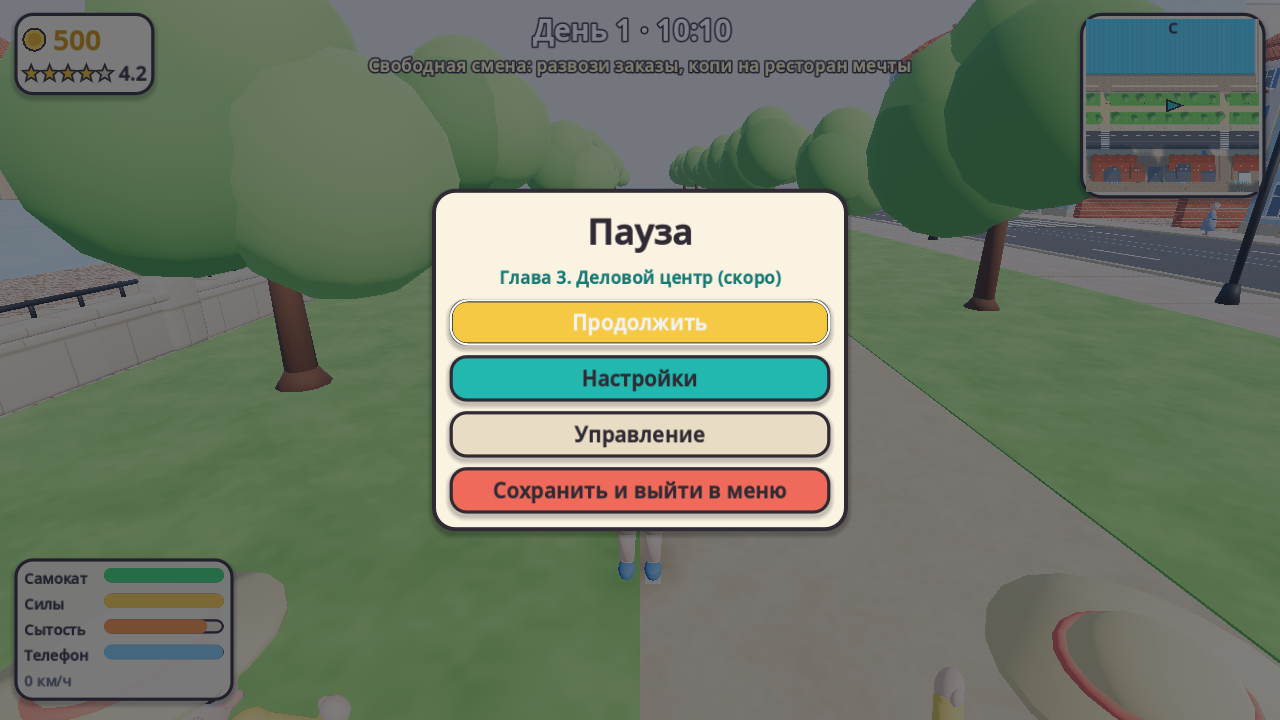 500
4.2
День 1 • 10:10
Свободная смена: развози заказы, копи на ресторан мечты
С
Пауза
Глава 3. Деловой центр (скоро)
Продолжить
Настройки
Управление
Сохранить и выйти в меню
Самокат
Силы
Сытость
Телефон
0 км/ч